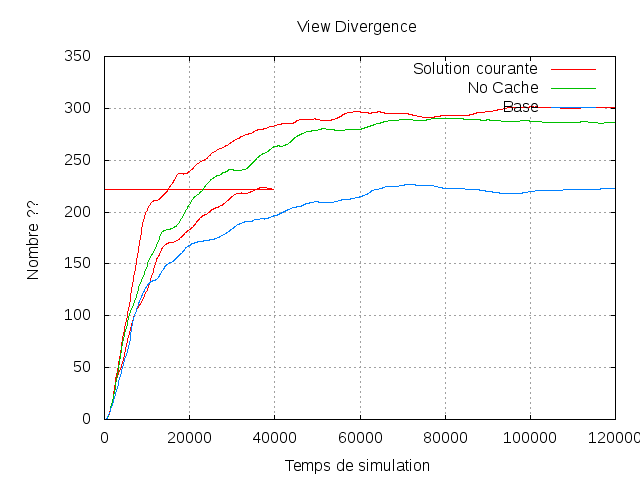 View Divergence
Solution courante
No Cache
Base
350
300
250
200
150
100
50
0
Nombre ??
0 20000 40000 60000 80000 100000 120000
Temps de simulation